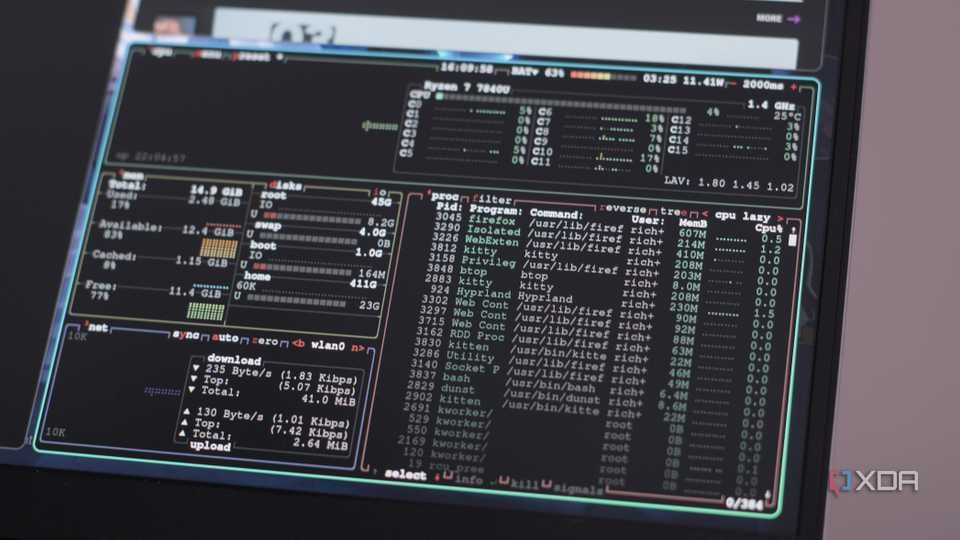 MORE →
cpu menu preset *
16:09:58 BAT▼ 63% 03:25 11.41W - 2000ms +
Ryzen 7 7840U 1.4 GHz
CPU 4% 25°C
C0 5% C6 18% C12 3%
C1 0% C7 3% C13 0%
C2 0% C8 7% C14 3%
C3 0% C9 0% C15 0%
C4 5% C10 17%
C5 0% C11 0%
LAV: 1.80 1.45 1.02
up 22:04:57
mem
Total: 14.9 GiB
Used: 2.48 GiB
17%
Available: 12.4 GiB
83%
Cached: 1.15 GiB
8%
Free: 11.4 GiB
77%
disks io
root 45G
IO
U 8.2G
swap 4.0G
U 0B
boot 1.0G
IO
U 164M
home 411G
60K
U 23G
³net sync auto zero <b wlan0 n>
10K
download
▼ 235 Byte/s (1.83 Kibps)
▼ Top: (5.07 Kibps)
▼ Total: 41.0 MiB
▲ 130 Byte/s (1.01 Kibps)
▲ Top: (7.42 Kibps)
▲ Total: 2.64 MiB
upload
10K
⁴proc filter reverse tree < cpu lazy >
Pid: Program: Command: User: MemB Cpu% ↑
3045 firefox /usr/lib/firef rich+ 607M 0.5
3290 Isolated /usr/lib/firef rich+ 214M 1.2
3226 WebExten /usr/lib/firef rich+ 410M 0.0
3812 kitty kitty rich+ 208M 0.0
3158 Privileg /usr/lib/firef rich+ 203M 0.0
3848 btop btop rich+ 8.0M 0.0
2883 kitty kitty rich+ 208M 0.0
924 Hyprland Hyprland rich+ 230M 1.5
3302 Web Cont /usr/lib/firef rich+ 90M 0.0
3297 Web Cont /usr/lib/firef rich+ 92M 0.0
3715 Web Cont /usr/lib/firef rich+ 88M 0.0
3162 RDD Proc /usr/lib/firef rich+ 63M 0.0
3830 kitten /usr/bin/kitte rich+ 22M 0.0
3286 Utility /usr/lib/firef rich+ 46M 0.0
3140 Socket P /usr/lib/firef rich+ 49M 0.0
3837 bash /usr/bin/bash rich+ 6.4M 0.0
2829 dunst /usr/bin/dunst rich+ 8.6M 0.0
2902 kitten /usr/bin/kitte rich+ 22M 0.0
2691 kworker/ root 0B 0.0
529 kworker/ root 0B 0.0
550 kworker/ root 0B 0.0
2169 kworker/ root 0B 0.1
120 kworker/ root 0B 0.0
19 rcu_pree root 0B 0.0
↑ select ↓ info ↵ kill signals 0/384
XDA